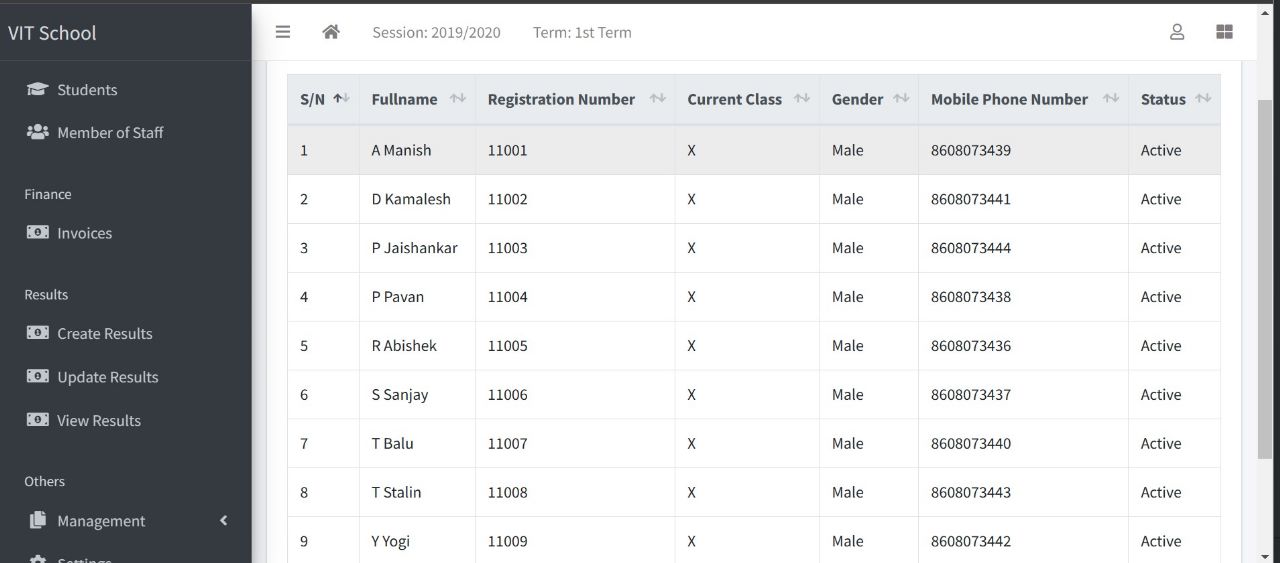 VIT School
Students
Member of Staff
Finance
Invoices
Results
Create Results
Update Results
View Results
Others
Management
Settings
Session: 2019/2020 Term: 1st Term
S/N Fullname Registration Number Current Class Gender Mobile Phone Number Status
1 A Manish 11001 X Male 8608073439 Active
2 D Kamalesh 11002 X Male 8608073441 Active
3 P Jaishankar 11003 X Male 8608073444 Active
4 P Pavan 11004 X Male 8608073438 Active
5 R Abishek 11005 X Male 8608073436 Active
6 S Sanjay 11006 X Male 8608073437 Active
7 T Balu 11007 X Male 8608073440 Active
8 T Stalin 11008 X Male 8608073443 Active
9 Y Yogi 11009 X Male 8608073442 Active